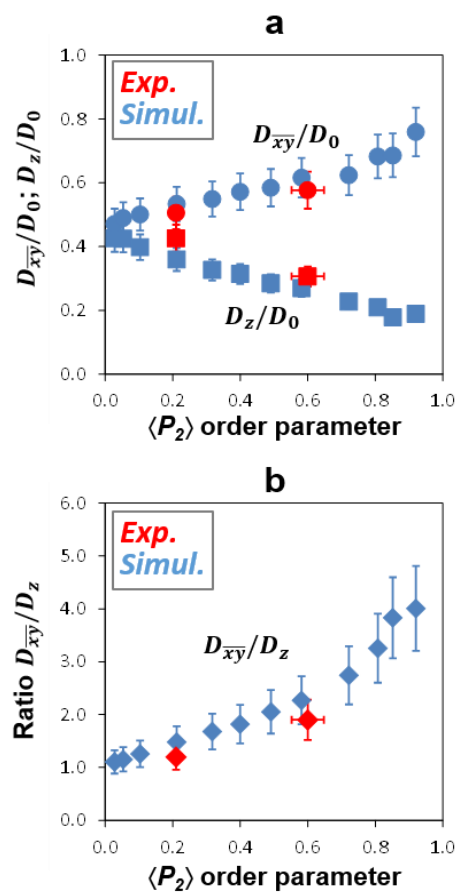 a
1.0
0.8
0.6
0.4
0.2
0.0
D_xy̅/D_0; D_z/D_0
Exp.
Simul.
D_x̅y̅/D_0
D_z/D_0
0.0 0.2 0.4 0.6 0.8 1.0
⟨P_2⟩ order parameter
b
6.0
5.0
4.0
3.0
2.0
1.0
0.0
Ratio D_x̅y̅/D_z
Exp.
Simul.
D_x̅y̅/D_z
0.0 0.2 0.4 0.6 0.8 1.0
⟨P_2⟩ order parameter